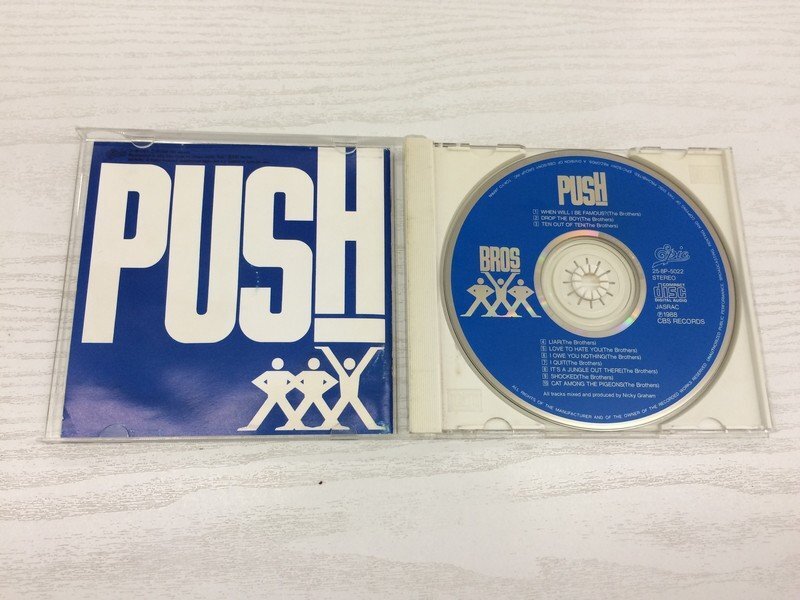 PUSH
PUSH
1 WHEN WILL I BE FAMOUS?(The Brothers)
2 DROP THE BOY(The Brothers)
3 TEN OUT OF TEN(The Brothers)
BROS
Epic
25·8P-5022
STEREO
COMPACT
disc
DIGITAL AUDIO
JASRAC
℗1988
CBS RECORDS
4 LIAR(The Brothers)
5 LOVE TO HATE YOU(The Brothers)
6 I OWE YOU NOTHING(The Brothers)
7 I QUIT(The Brothers)
8 IT'S A JUNGLE OUT THERE(The Brothers)
9 SHOCKED(The Brothers)
10 CAT AMONG THE PIGEONS(The Brothers)
All tracks mixed and produced by Nicky Graham
ALL RIGHTS OF THE MANUFACTURER AND OF THE OWNER OF THE RECORDED WORKS RESERVED.